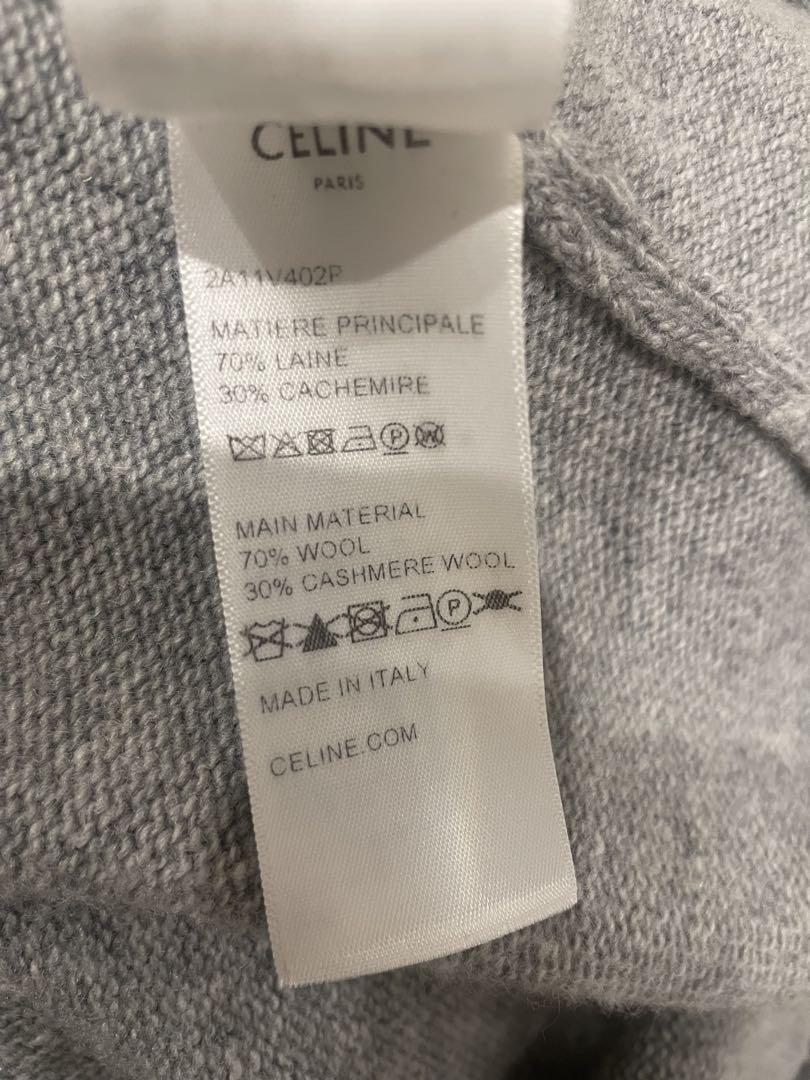 CELINE
PARIS
2A11V402P
MATIERE PRINCIPALE
70% LAINE
30% CACHEMIRE
P W
MAIN MATERIAL
70% WOOL
30% CASHMERE WOOL
P
MADE IN ITALY
CELINE.COM